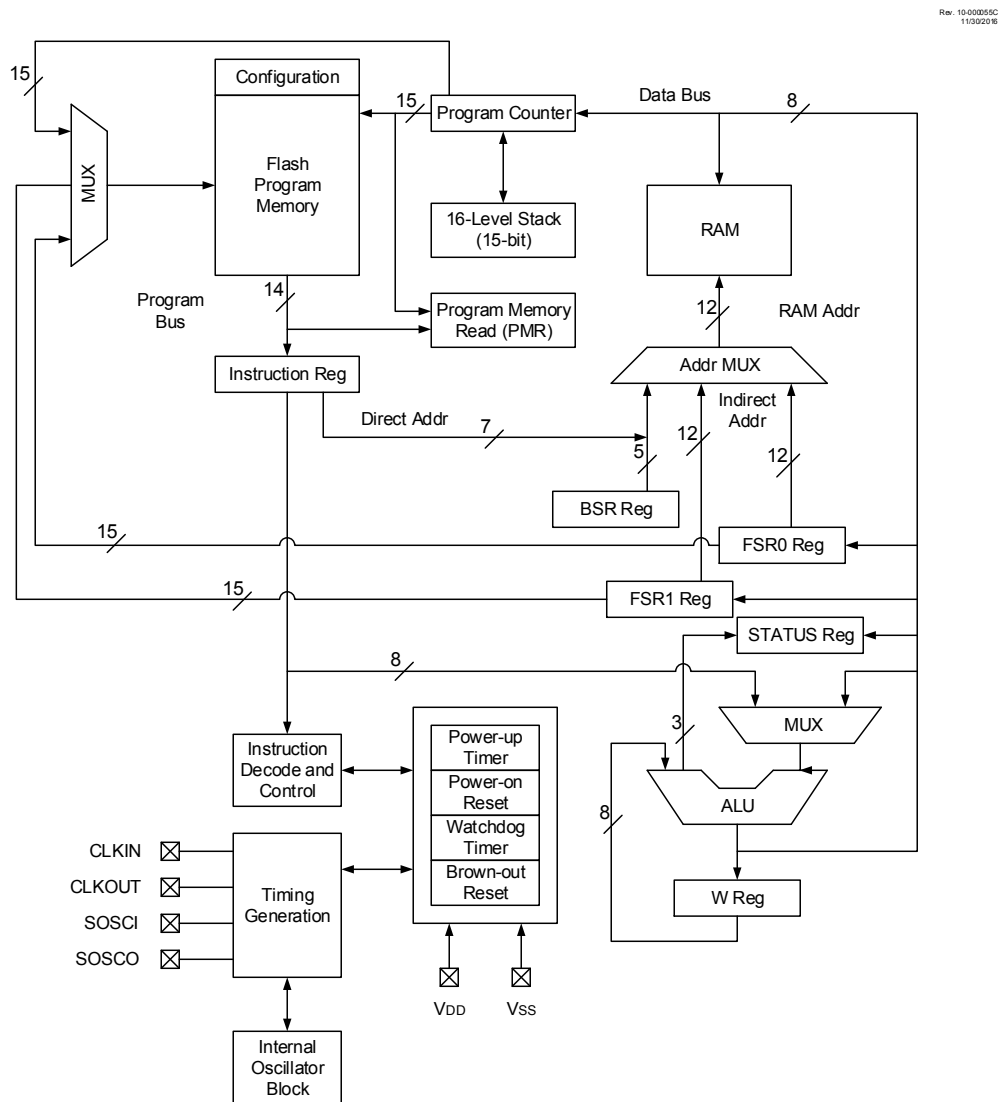 Rev. 10-000055C
11/30/2016
15
Configuration
15
Program Counter
Data Bus
8
MUX
Flash
Program
Memory
16-Level Stack
(15-bit)
RAM
Program
Bus
14
Program Memory
Read (PMR)
12
RAM Addr
Instruction Reg
Addr MUX
Direct Addr
7
Indirect
Addr
5
12
12
BSR Reg
15
FSR0 Reg
15
FSR1 Reg
STATUS Reg
8
3
MUX
Instruction
Decode and
Control
Power-up
Timer
Power-on
Reset
Watchdog
Timer
Brown-out
Reset
8
ALU
W Reg
CLKIN
CLKOUT
SOSCI
SOSCO
Timing
Generation
VDD
VSS
Internal
Oscillator
Block